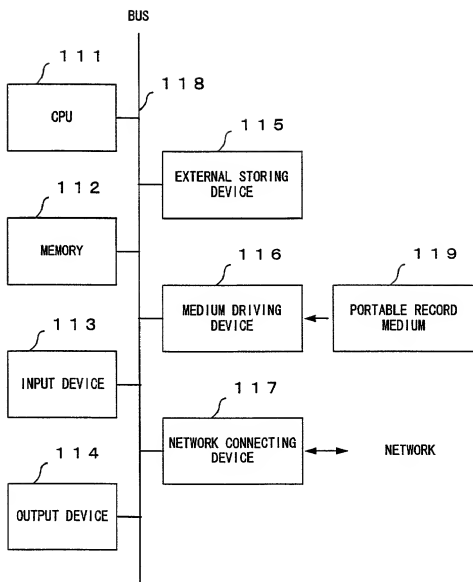 BUS
111
118
CPU
115
EXTERNAL STORING
DEVICE
112
MEMORY
116
119
MEDIUM DRIVING
DEVICE
PORTABLE RECORD
MEDIUM
113
INPUT DEVICE
117
NETWORK CONNECTING
DEVICE
NETWORK
114
OUTPUT DEVICE